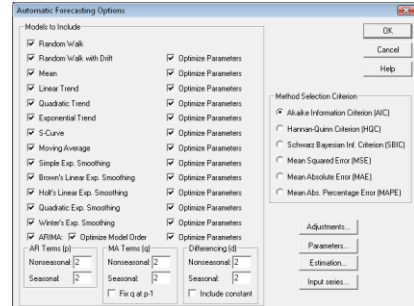 Automatic Forecasting Options
Models to Include
Random Walk
Random Walk with Drift Optimize Parameters
Mean Optimize Parameters
Linear Trend Optimize Parameters
Quadratic Trend Optimize Parameters
Exponential Trend Optimize Parameters
S-Curve Optimize Parameters
Moving Average Optimize Parameters
Simple Exp. Smoothing Optimize Parameters
Brown's Linear Exp. Smoothing Optimize Parameters
Holt's Linear Exp. Smoothing Optimize Parameters
Quadratic Exp. Smoothing Optimize Parameters
Winter's Exp. Smoothing Optimize Parameters
ARIMA: Optimize Model Order Optimize Parameters
AR Terms (p)
Nonseasonal: 2
Seasonal: 2
MA Terms (q)
Nonseasonal: 2
Seasonal: 2
Fix q at p-1
Differencing (d)
Nonseasonal: 2
Seasonal: 2
Include constant
OK
Cancel
Help
Method Selection Criterion
Akaike Information Criterion (AIC)
Hannan-Quinn Criterion (HQC)
Schwarz Bayesian Inf. Criterion (SBIC)
Mean Squared Error (MSE)
Mean Absolute Error (MAE)
Mean Abs. Percentage Error (MAPE)
Adjustments...
Parameters...
Estimation...
Input series...